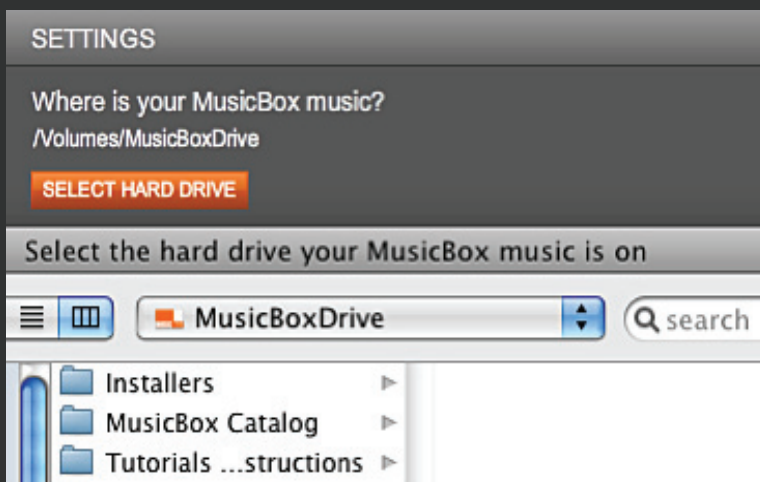 SETTINGS
Where is your MusicBox music?
/Volumes/MusicBoxDrive
SELECT HARD DRIVE
Select the hard drive your MusicBox music is on
MusicBoxDrive
search
Installers
MusicBox Catalog
Tutorials ...structions